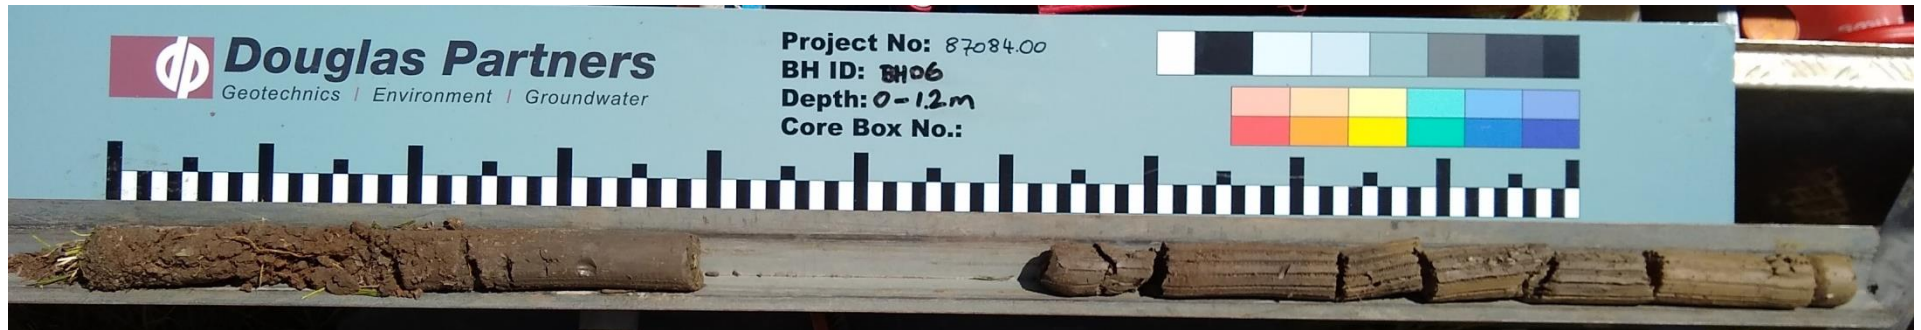 dp Douglas Partners
Geotechnics | Environment | Groundwater
Project No: 87084.00
BH ID: BH06
Depth: 0-1.2m
Core Box No.: